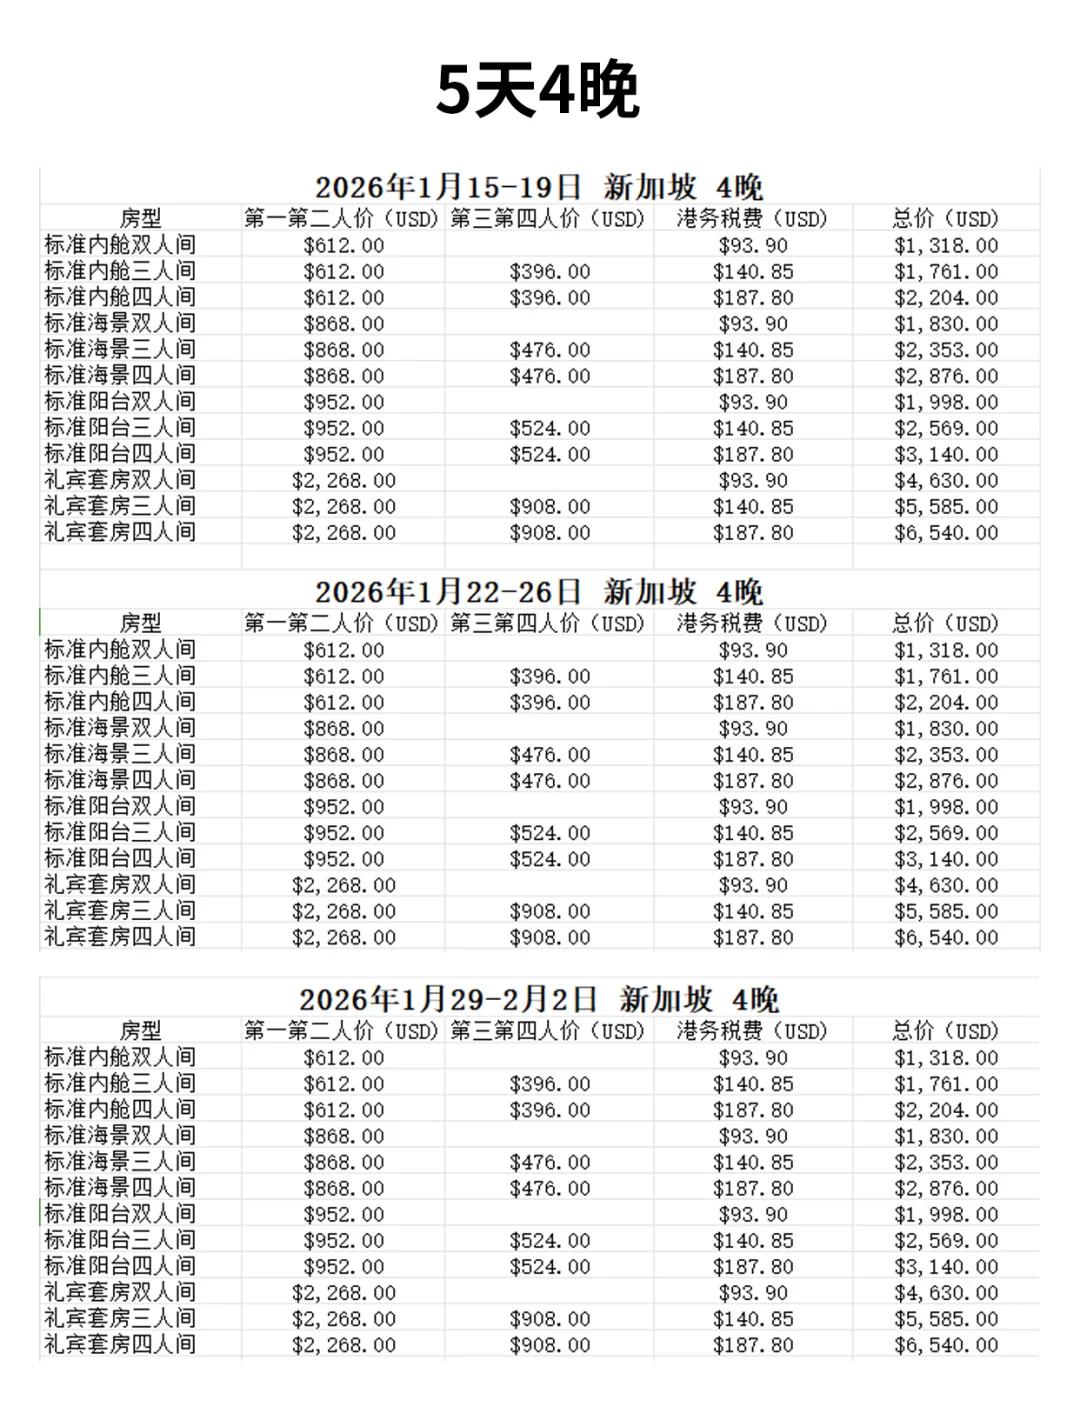 5天4晚
2026年1月15-19日 新加坡 4晚
房型 第一第二人价（USD） 第三第四人价（USD） 港务税费（USD） 总价（USD）
标准内舱双人间 $612.00 $93.90 $1,318.00
标准内舱三人间 $612.00 $396.00 $140.85 $1,761.00
标准内舱四人间 $612.00 $396.00 $187.80 $2,204.00
标准海景双人间 $868.00 $93.90 $1,830.00
标准海景三人间 $868.00 $476.00 $140.85 $2,353.00
标准海景四人间 $868.00 $476.00 $187.80 $2,876.00
标准阳台双人间 $952.00 $93.90 $1,998.00
标准阳台三人间 $952.00 $524.00 $140.85 $2,569.00
标准阳台四人间 $952.00 $524.00 $187.80 $3,140.00
礼宾套房双人间 $2,268.00 $93.90 $4,630.00
礼宾套房三人间 $2,268.00 $908.00 $140.85 $5,585.00
礼宾套房四人间 $2,268.00 $908.00 $187.80 $6,540.00
2026年1月22-26日 新加坡 4晚
房型 第一第二人价（USD） 第三第四人价（USD） 港务税费（USD） 总价（USD）
标准内舱双人间 $612.00 $93.90 $1,318.00
标准内舱三人间 $612.00 $396.00 $140.85 $1,761.00
标准内舱四人间 $612.00 $396.00 $187.80 $2,204.00
标准海景双人间 $868.00 $93.90 $1,830.00
标准海景三人间 $868.00 $476.00 $140.85 $2,353.00
标准海景四人间 $868.00 $476.00 $187.80 $2,876.00
标准阳台双人间 $952.00 $93.90 $1,998.00
标准阳台三人间 $952.00 $524.00 $140.85 $2,569.00
标准阳台四人间 $952.00 $524.00 $187.80 $3,140.00
礼宾套房双人间 $2,268.00 $93.90 $4,630.00
礼宾套房三人间 $2,268.00 $908.00 $140.85 $5,585.00
礼宾套房四人间 $2,268.00 $908.00 $187.80 $6,540.00
2026年1月29-2月2日 新加坡 4晚
房型 第一第二人价（USD） 第三第四人价（USD） 港务税费（USD） 总价（USD）
标准内舱双人间 $612.00 $93.90 $1,318.00
标准内舱三人间 $612.00 $396.00 $140.85 $1,761.00
标准内舱四人间 $612.00 $396.00 $187.80 $2,204.00
标准海景双人间 $868.00 $93.90 $1,830.00
标准海景三人间 $868.00 $476.00 $140.85 $2,353.00
标准海景四人间 $868.00 $476.00 $187.80 $2,876.00
标准阳台双人间 $952.00 $93.90 $1,998.00
标准阳台三人间 $952.00 $524.00 $140.85 $2,569.00
标准阳台四人间 $952.00 $524.00 $187.80 $3,140.00
礼宾套房双人间 $2,268.00 $93.90 $4,630.00
礼宾套房三人间 $2,268.00 $908.00 $140.85 $5,585.00
礼宾套房四人间 $2,268.00 $908.00 $187.80 $6,540.00